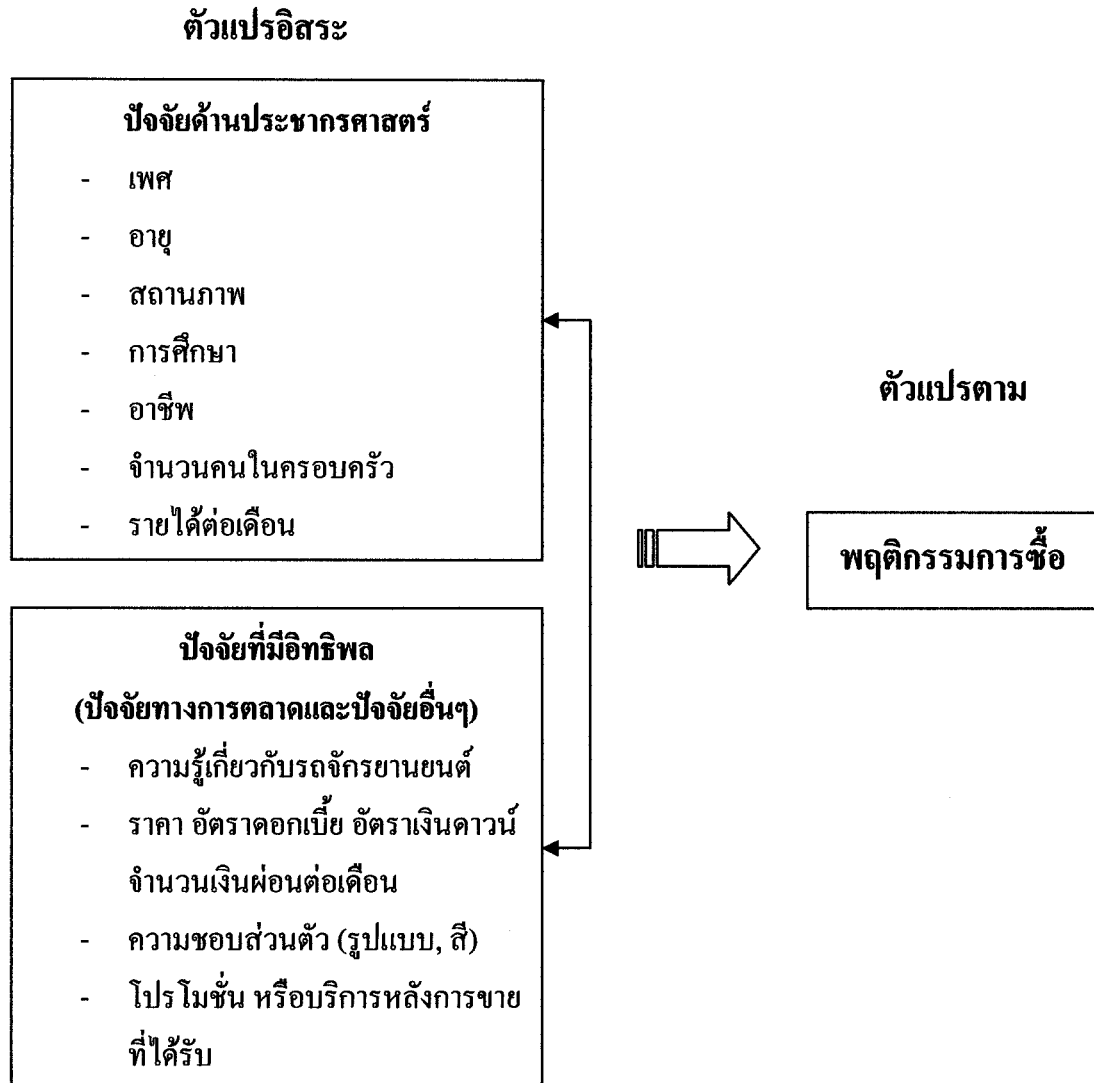 ตัวแปรอิสระ
ปัจจัยด้านประชากรศาสตร์
- เพศ
- อายุ
- สถานภาพ
- การศึกษา
- อาชีพ
- จำนวนคนในครอบครัว
- รายได้ต่อเดือน
ปัจจัยที่มีอิทธิพล
(ปัจจัยทางการตลาดและปัจจัยอื่นๆ)
- ความรู้เกี่ยวกับรถจักรยานยนต์
- ราคา อัตราดอกเบี้ย อัตราเงินดาวน์
จำนวนเงินผ่อนต่อเดือน
- ความชอบส่วนตัว (รูปแบบ, สี)
- โปรโมชั่น หรือบริการหลังการขาย
ที่ได้รับ
ตัวแปรตาม
พฤติกรรมการซื้อ